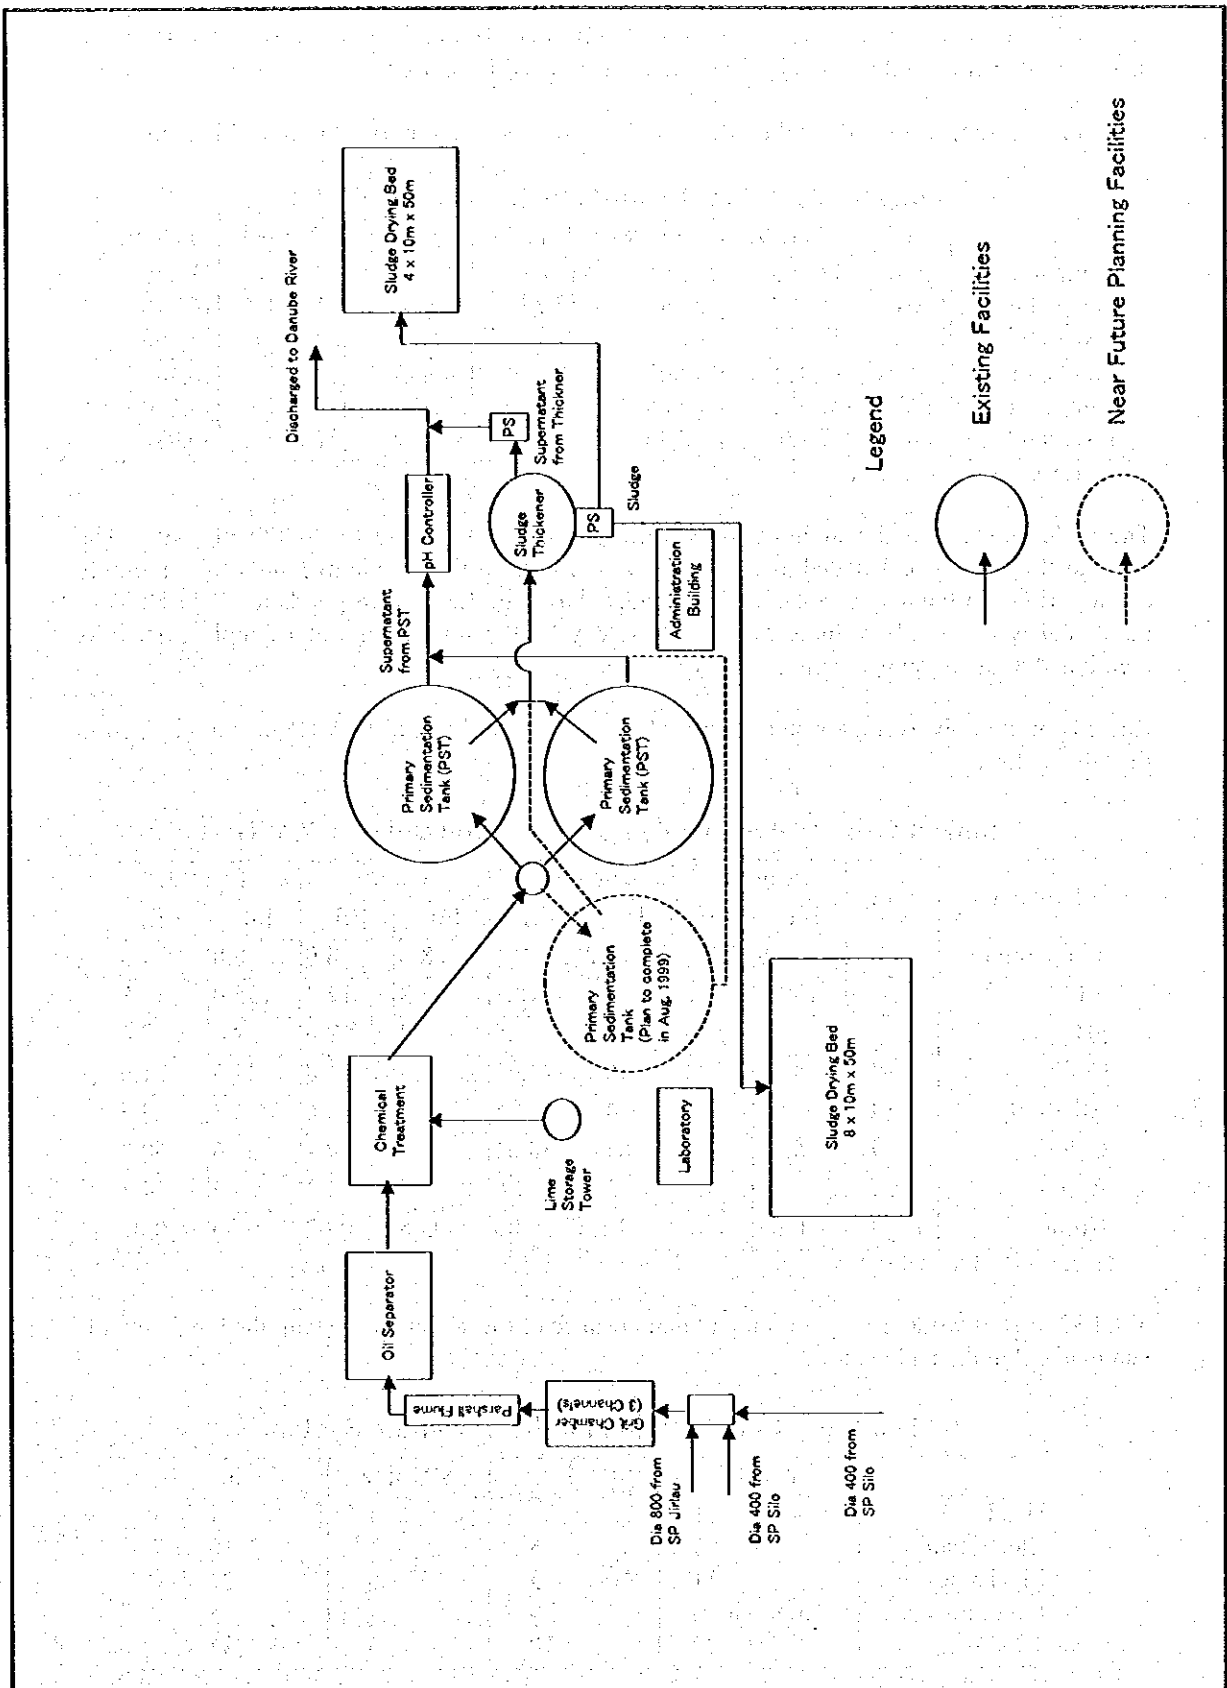 Dia 800 from
SP Jirlau
Dia 400 from
SP Silo
Dia 400 from
SP Silo
Grit Chamber
(3 Channels)
Parshall Flume
Oil Separator
Chemical
Treatment
Lime
Storage
Tower
Laboratory
Primary
Sedimentation
Tank
(Plan to complete
in Aug. 1999)
Primary
Sedimentation
Tank (PST)
Primary
Sedimentation
Tank (PST)
Supernatant
from PST
pH Controller
Discharged to Danube River
Sludge
Thickener
PS
Supernatant
from Thickner
PS
Sludge
Administration
Building
Sludge Drying Bed
4 x 10m x 50m
Sludge Drying Bed
8 x 10m x 50m
Legend
Existing Facilities
Near Future Planning Facilities